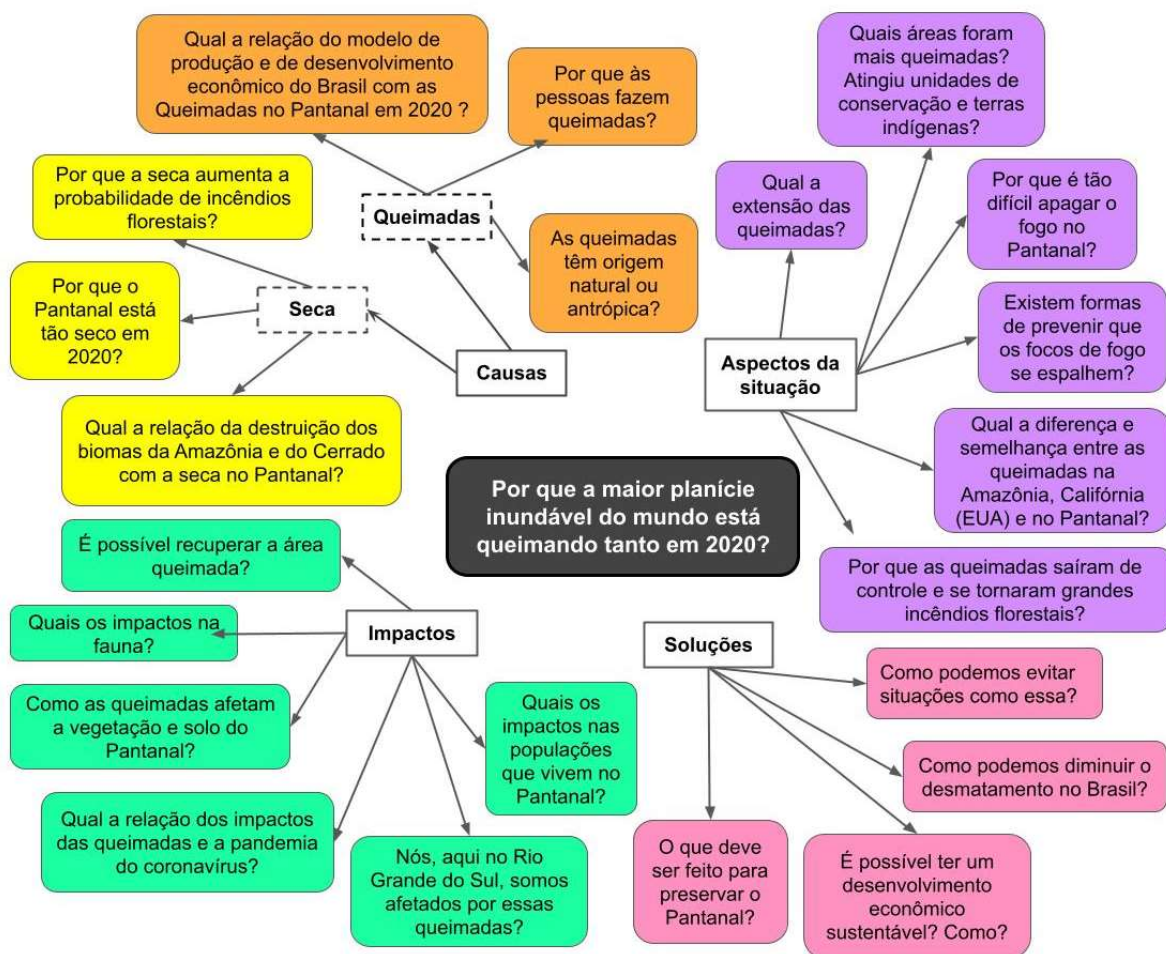 Qual a relação do modelo de
produção e de desenvolvimento
econômico do Brasil com as
Queimadas no Pantanal em 2020 ?
Por que às
pessoas fazem
queimadas?
As queimadas
têm origem
natural ou
antrópica?
Queimadas
Por que a seca aumenta a
probabilidade de incêndios
florestais?
Por que o
Pantanal está
tão seco em
2020?
Seca
Qual a relação da destruição dos
biomas da Amazônia e do Cerrado
com a seca no Pantanal?
Causas
Quais áreas foram
mais queimadas?
Atingiu unidades de
conservação e terras
indígenas?
Qual a
extensão das
queimadas?
Por que é tão
difícil apagar o
fogo no
Pantanal?
Existem formas
de prevenir que
os focos de fogo
se espalhem?
Aspectos da
situação
Qual a diferença e
semelhança entre as
queimadas na
Amazônia, Califórnia
(EUA) e no Pantanal?
Por que as queimadas saíram de
controle e se tornaram grandes
incêndios florestais?
Por que a maior planície
inundável do mundo está
queimando tanto em 2020?
É possível recuperar a área
queimada?
Quais os impactos na
fauna?
Impactos
Como as queimadas afetam
a vegetação e solo do
Pantanal?
Quais os
impactos nas
populações
que vivem no
Pantanal?
Qual a relação dos impactos
das queimadas e a pandemia
do coronavírus?
Nós, aqui no Rio
Grande do Sul, somos
afetados por essas
queimadas?
Soluções
Como podemos evitar
situações como essa?
Como podemos diminuir o
desmatamento no Brasil?
O que deve
ser feito para
preservar o
Pantanal?
É possível ter um
desenvolvimento
econômico
sustentável? Como?